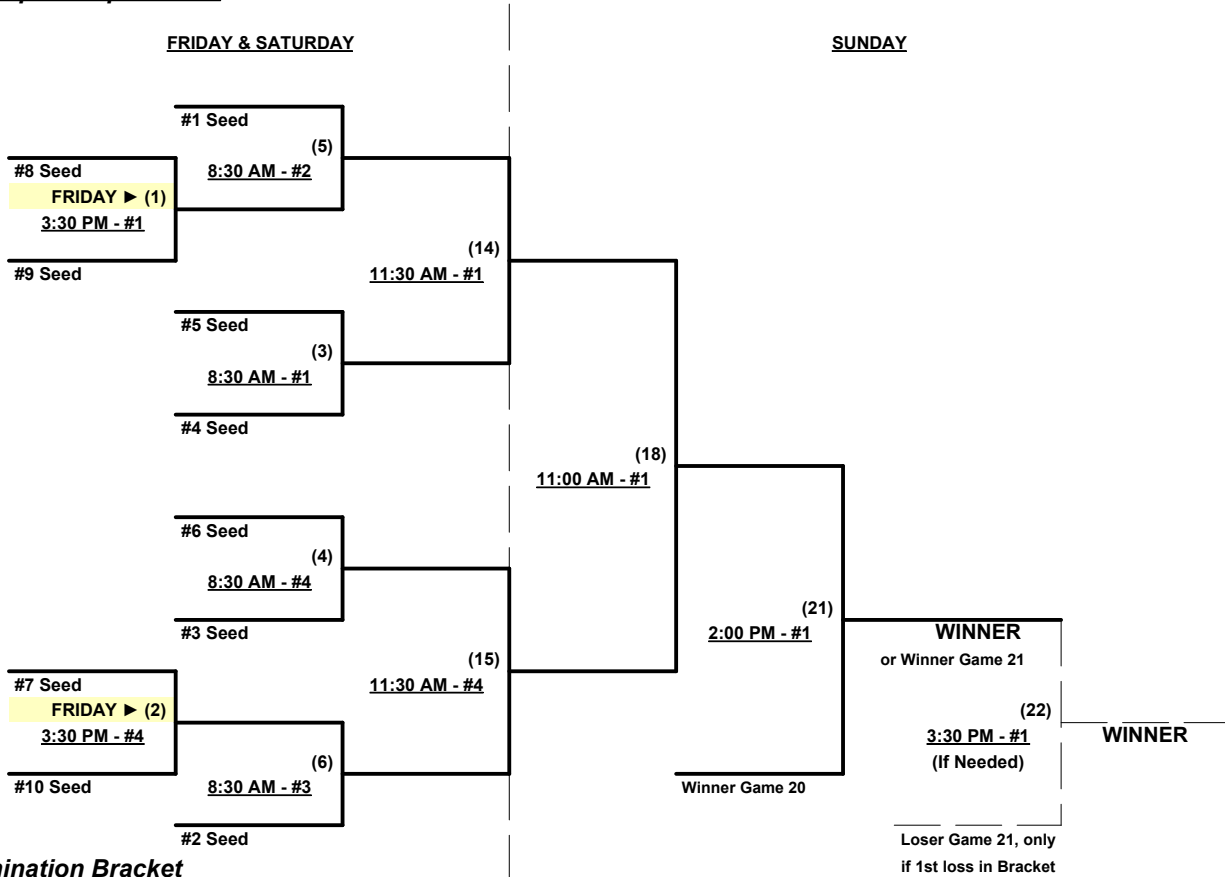 FRIDAY & SATURDAY
SUNDAY
#1 Seed
(5)
8:30 AM - #2
#8 Seed
FRIDAY ► (1)
3:30 PM - #1
#9 Seed
(14)
11:30 AM - #1
#5 Seed
(3)
8:30 AM - #1
#4 Seed
(18)
11:00 AM - #1
#6 Seed
(4)
8:30 AM - #4
#3 Seed
(21)
2:00 PM - #1
WINNER
or Winner Game 21
(15)
11:30 AM - #4
#7 Seed
FRIDAY ► (2)
3:30 PM - #4
#10 Seed
(22)
3:30 PM - #1
(If Needed)
WINNER
(6)
8:30 AM - #3
#2 Seed
Winner Game 20
Loser Game 21, only
if 1st loss in Bracket
Bracket